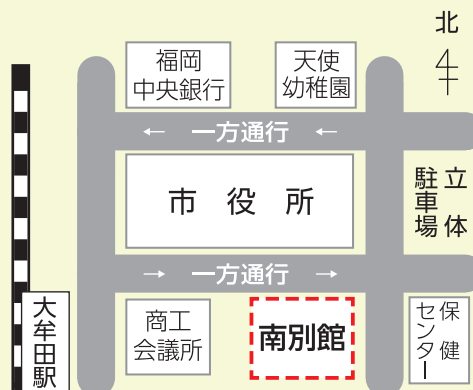 北
福岡
中央銀行
天使
幼稚園
← 一方通行 ←
市役所
立体
駐車場
→ 一方通行 →
大牟田駅
商工
会議所
南別館
保健
センター